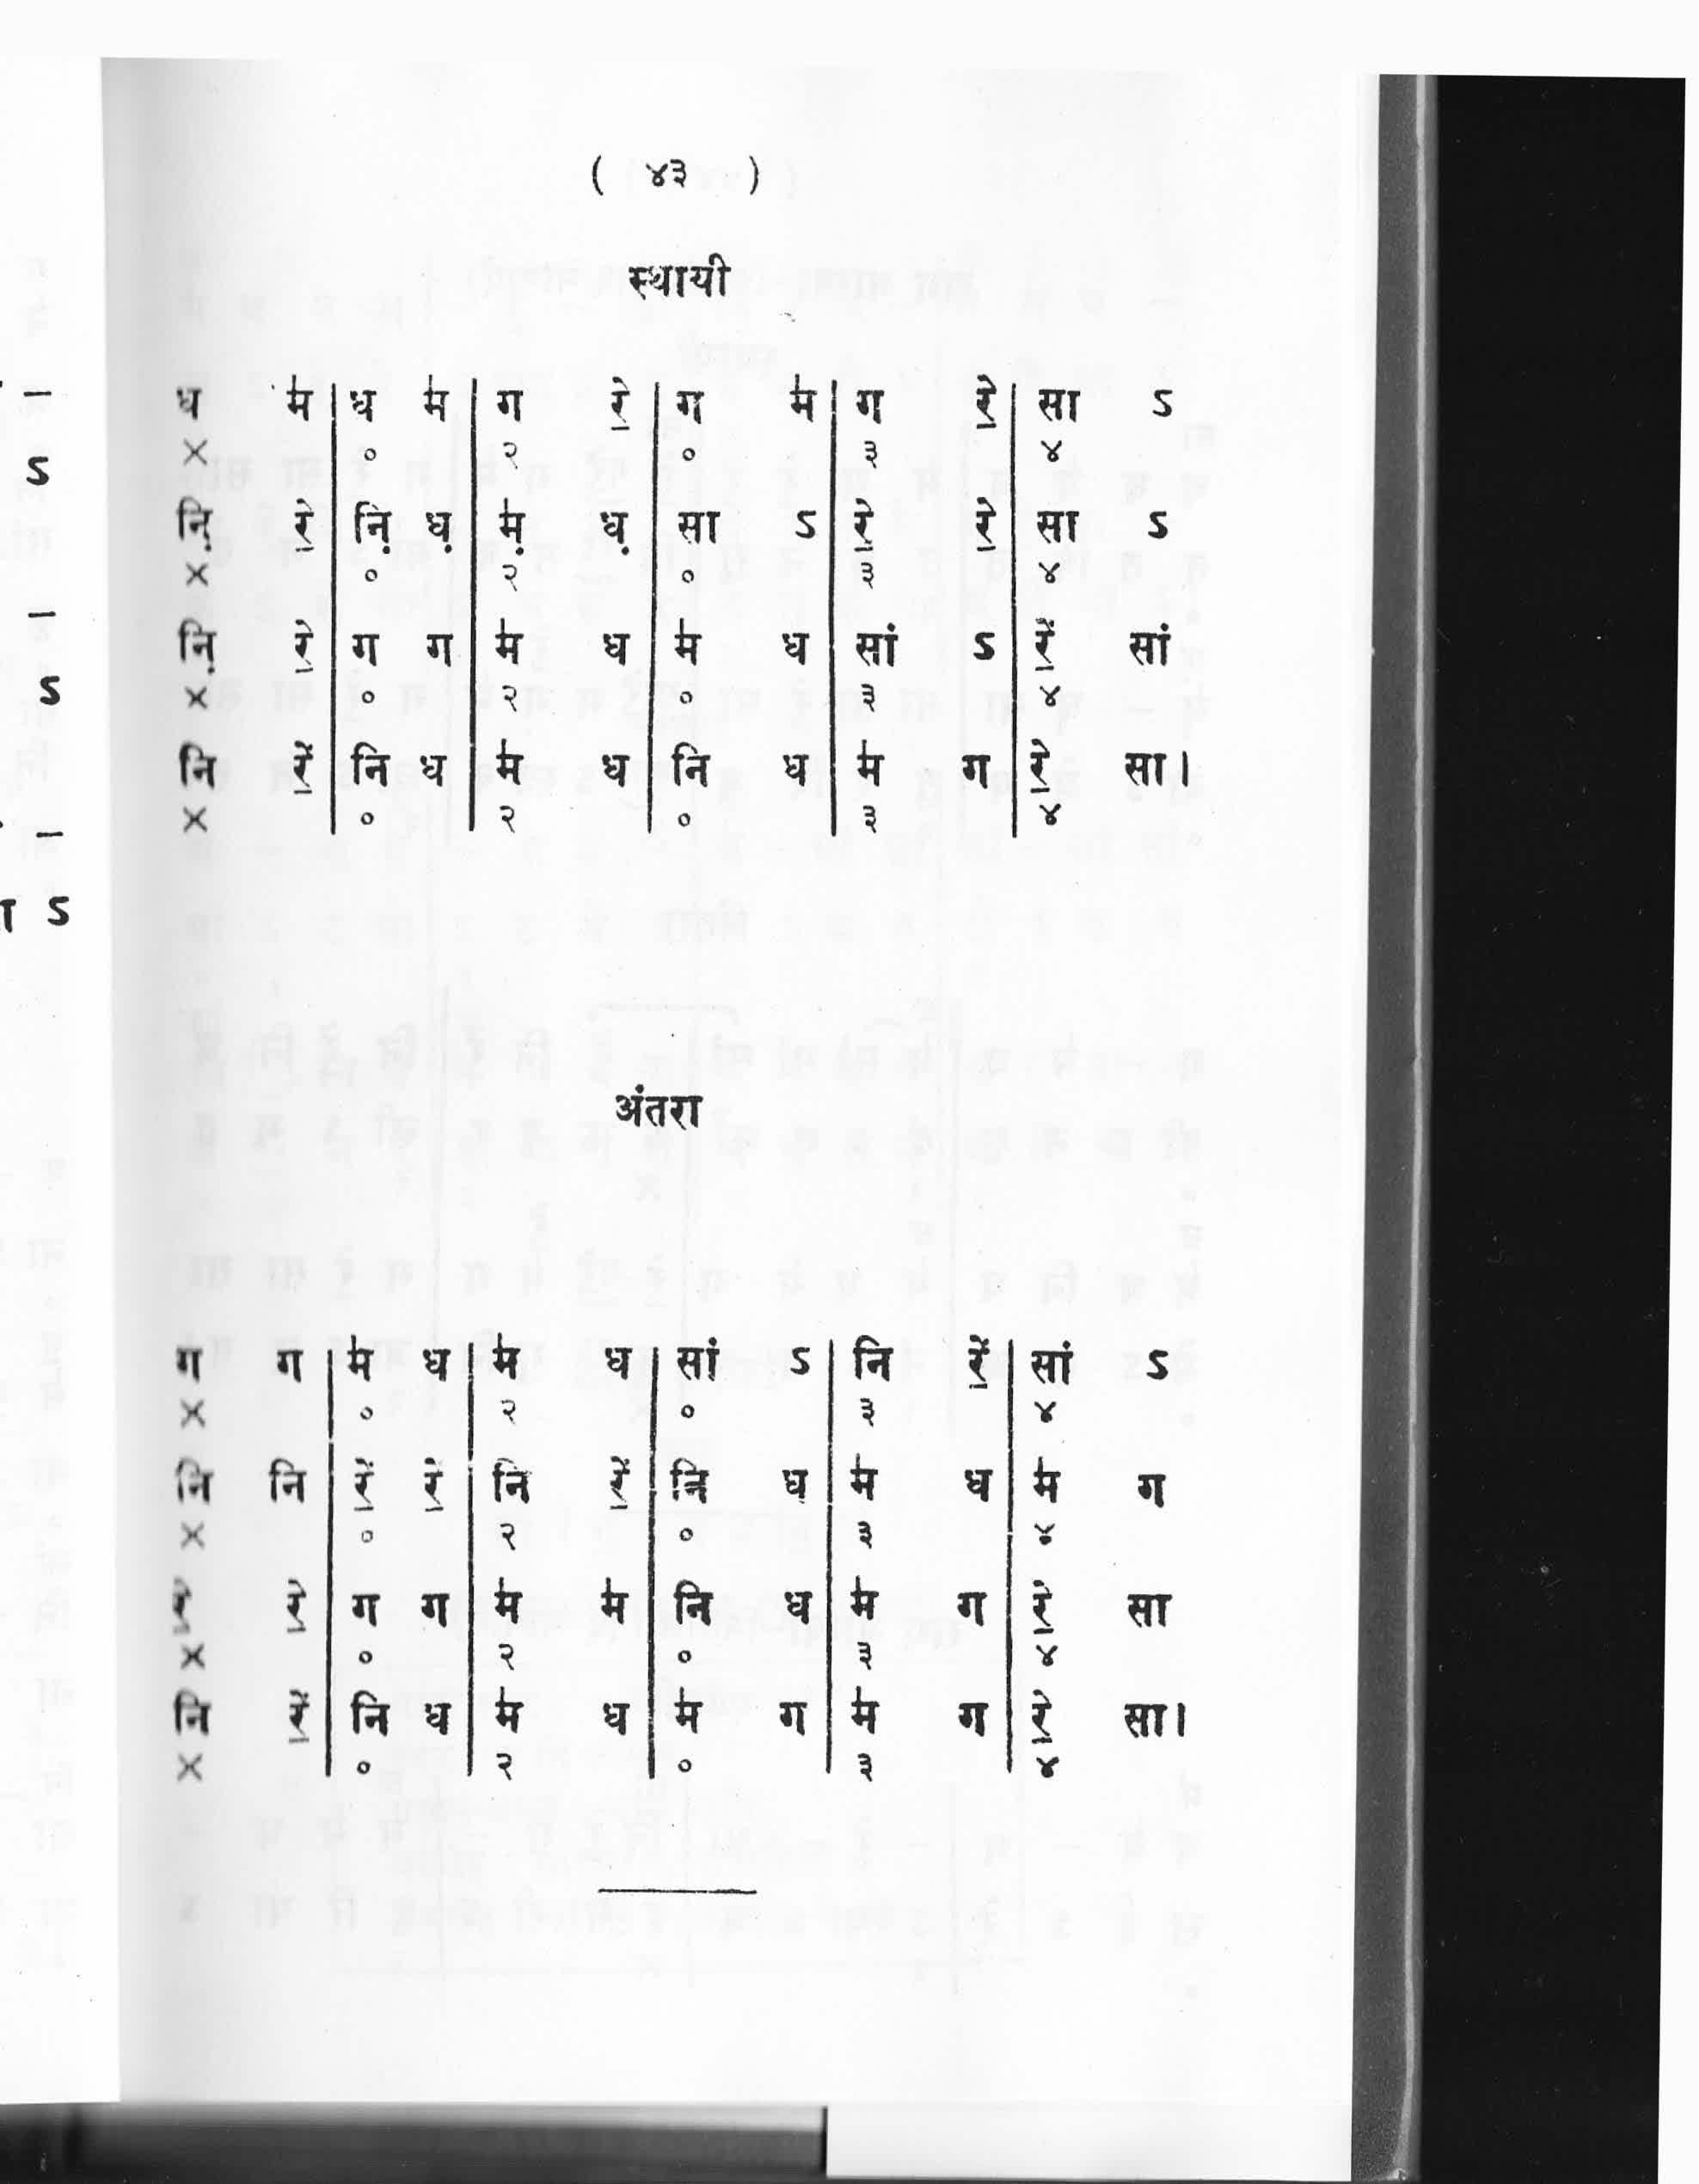 ( ४३ )
स्थायी
ध म॑ | ध म॑ | ग रे॒ | ग म॑ | ग रे॒ | सा ऽ
× ० २ ० ३ ४
नि़ रे॒ | नि़ ध़ | म़॑ ध़ | सा ऽ | रे॒ रे॒ | सा ऽ
× ० २ ० ३ ४
नि़ रे॒ | ग ग | म॑ ध | म॑ ध | सां ऽ | रें॒ सां
× ० २ ० ३ ४
नि रें॒ | नि ध | म॑ ध | नि ध | म॑ ग | रे॒ सा।
× ० २ ० ३ ४
अंतरा
ग ग | म॑ ध | म॑ ध | सां ऽ | नि रें॒ | सां ऽ
× ० २ ० ३ ४
नि नि | रें॒ रें॒ | नि रें॒ | नि ध | म॑ ध | म॑ ग
× ० २ ० ३ ४
रे॒ रे॒ | ग ग | म॑ म॑ | नि ध | म॑ ग | रे॒ सा
× ० २ ० ३ ४
नि रें॒ | नि ध | म॑ ध | म॑ ग | म॑ ग | रे॒ सा।
× ० २ ० ३ ४